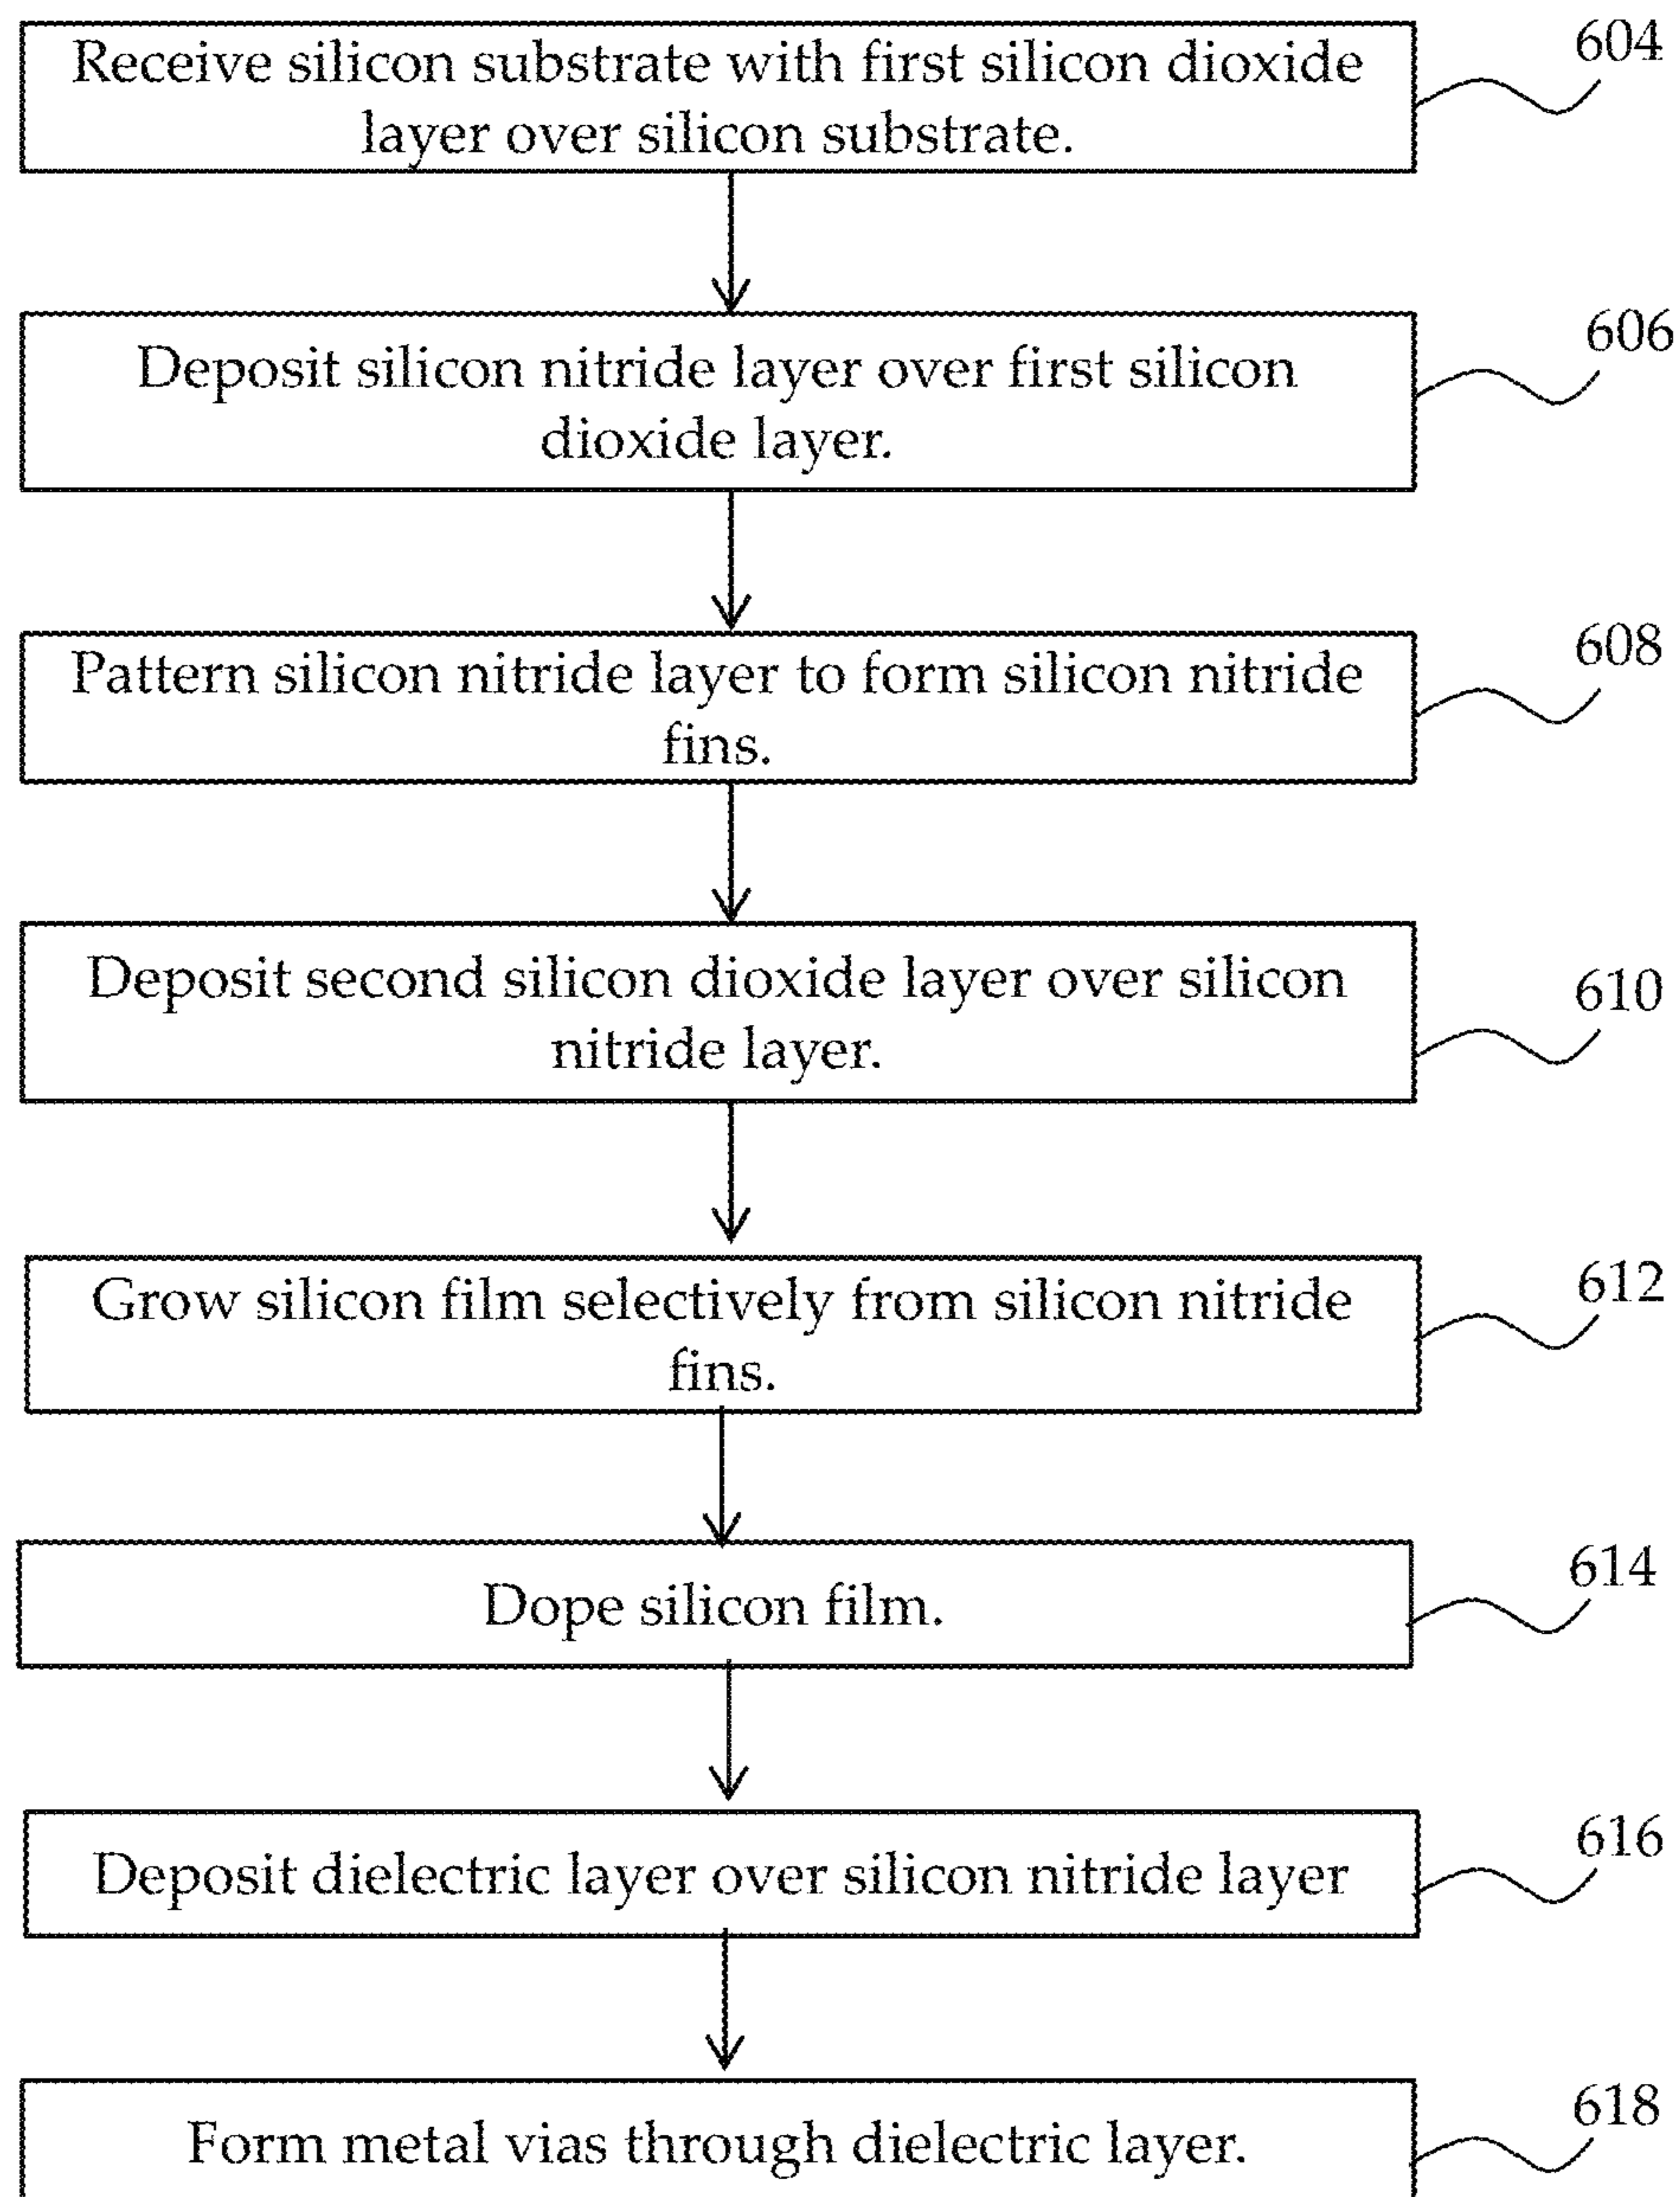 Receive silicon substrate with first silicon dioxide
layer over silicon substrate.
604
Deposit silicon nitride layer over first silicon
dioxide layer.
606
Pattern silicon nitride layer to form silicon nitride
fins.
608
Deposit second silicon dioxide layer over silicon
nitride layer.
610
Grow silicon film selectively from silicon nitride
fins.
612
Dope silicon film.
614
Deposit dielectric layer over silicon nitride layer
616
Form metal vias through dielectric layer.
618